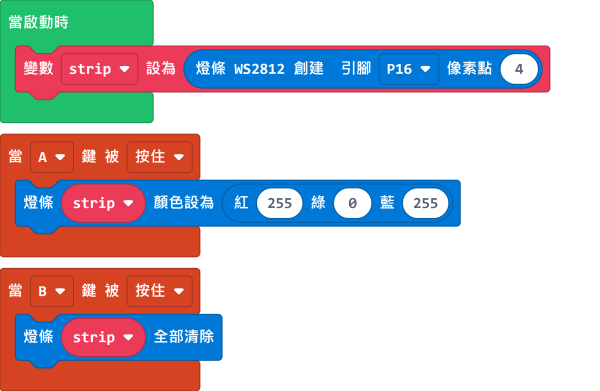 當啟動時
變數 strip 設為 燈條 WS2812 創建 引腳 P16 像素點 4
當 A 鍵 被 按住
燈條 strip 顏色設為 紅 255 綠 0 藍 255
當 B 鍵 被 按住
燈條 strip 全部清除